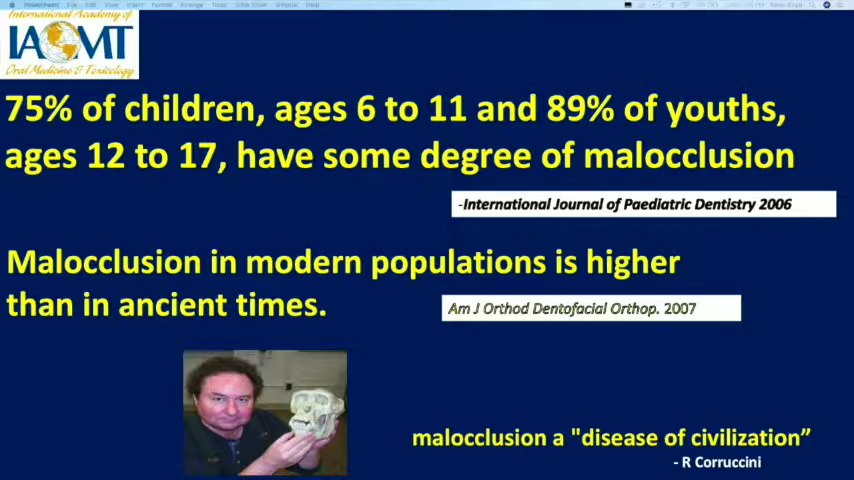 International Academy of
IAOMT
Oral Medicine & Toxicology
75% of children, ages 6 to 11 and 89% of youths,
ages 12 to 17, have some degree of malocclusion
-International Journal of Paediatric Dentistry 2006
Malocclusion in modern populations is higher
than in ancient times.
Am J Orthod Dentofacial Orthop. 2007
malocclusion a "disease of civilization”
- R Corruccini